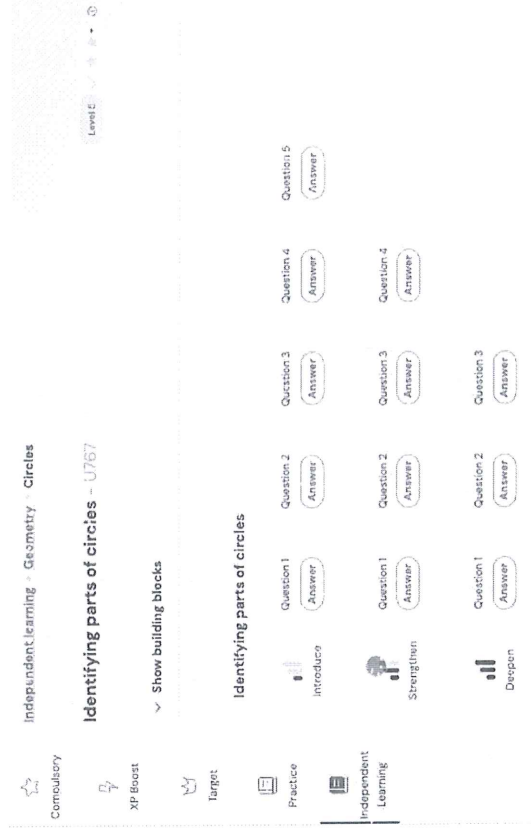 Compulsory
XP Boost
Target
Practice
Independent
Learning
Independent learning - Geometry - Circles
Identifying parts of circles - U767
Level 5
Show building blocks
Identifying parts of circles
Introduce
Question 1
Question 2
Question 3
Question 4
Question 5
Answer
Answer
Answer
Answer
Answer
Strengthen
Question 1
Question 2
Question 3
Question 4
Answer
Answer
Answer
Answer
Deepen
Question 1
Question 2
Question 3
Answer
Answer
Answer